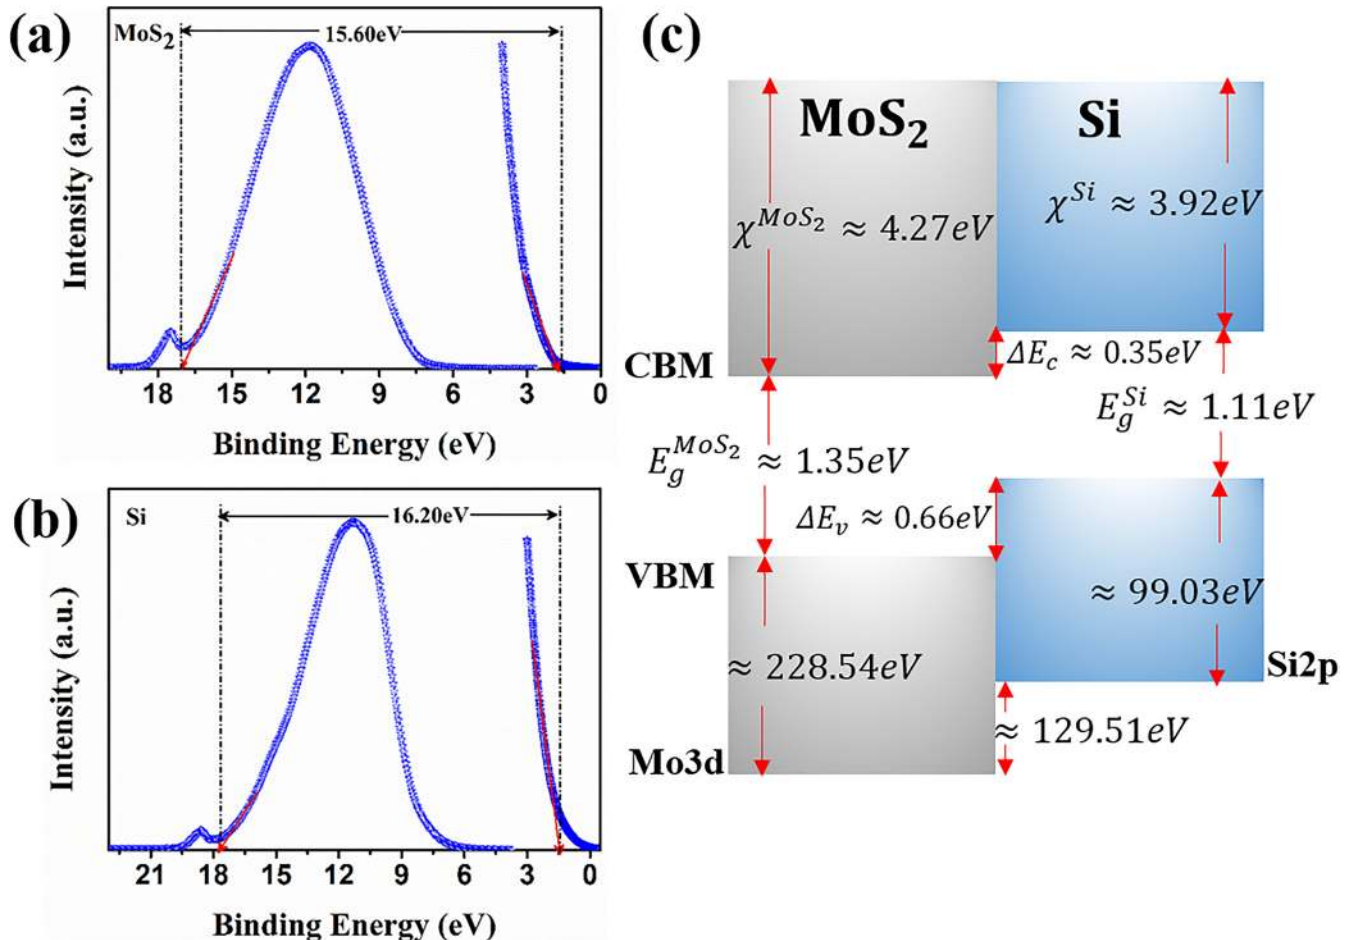 (a)
MoS₂
15.60eV
Intensity (a.u.)
18 15 12 9 6 3 0
Binding Energy (eV)
(b)
Si
16.20eV
Intensity (a.u.)
21 18 15 12 9 6 3 0
Binding Energy (eV)
(c)
MoS₂ Si
χ^{MoS₂} ≈ 4.27eV
χ^{Si} ≈ 3.92eV
CBM
ΔE_c ≈ 0.35eV
E_g^{Si} ≈ 1.11eV
E_g^{MoS₂} ≈ 1.35eV
ΔE_v ≈ 0.66eV
VBM
≈ 99.03eV
≈ 228.54eV
Si2p
≈ 129.51eV
Mo3d